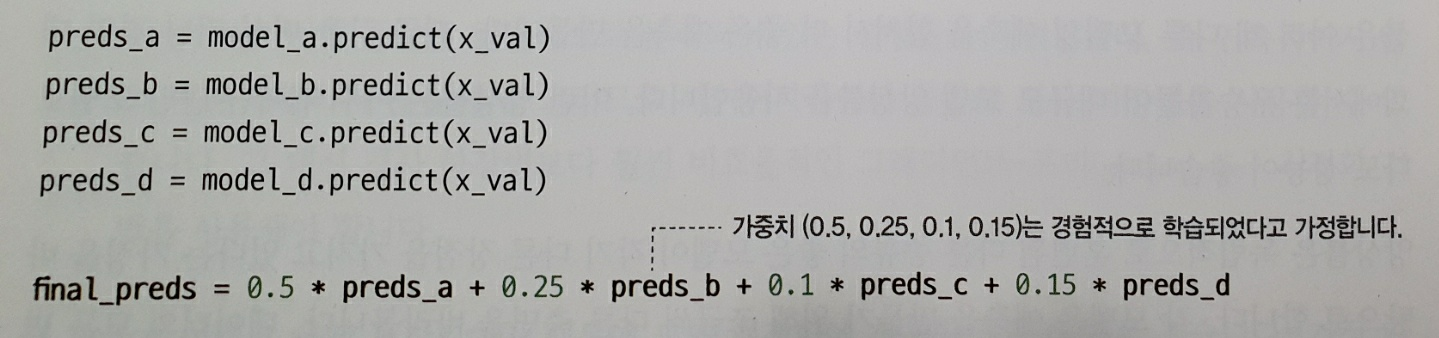 preds_a = model_a.predict(x_val)
preds_b = model_b.predict(x_val)
preds_c = model_c.predict(x_val)
preds_d = model_d.predict(x_val)
가중치 (0.5, 0.25, 0.1, 0.15)는 경험적으로 학습되었다고 가정합니다.
final_preds = 0.5 * preds_a + 0.25 * preds_b + 0.1 * preds_c + 0.15 * preds_d